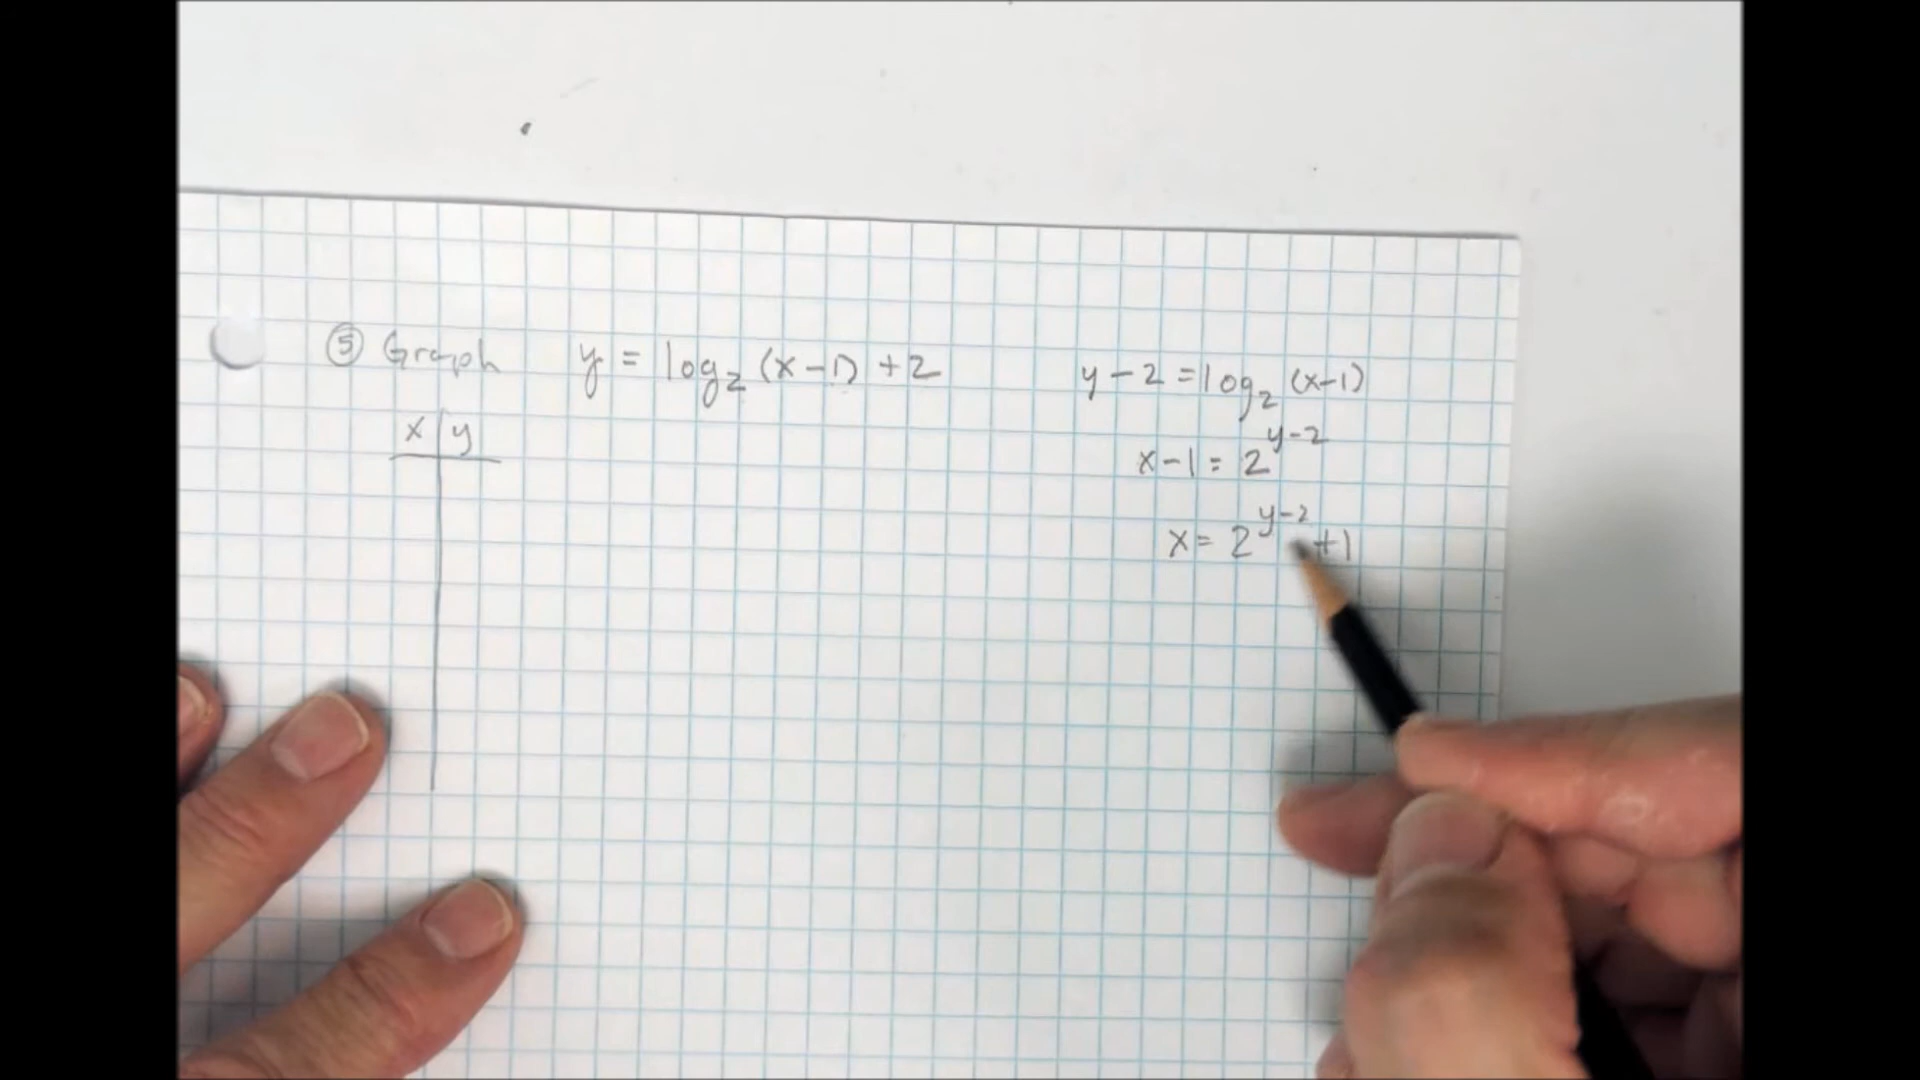 ⑤ Graph y = log₂ (x-1) +2
x y
y - 2 = log₂ (x-1)
x-1 = 2^{y-2}
x = 2^{y-2} +1